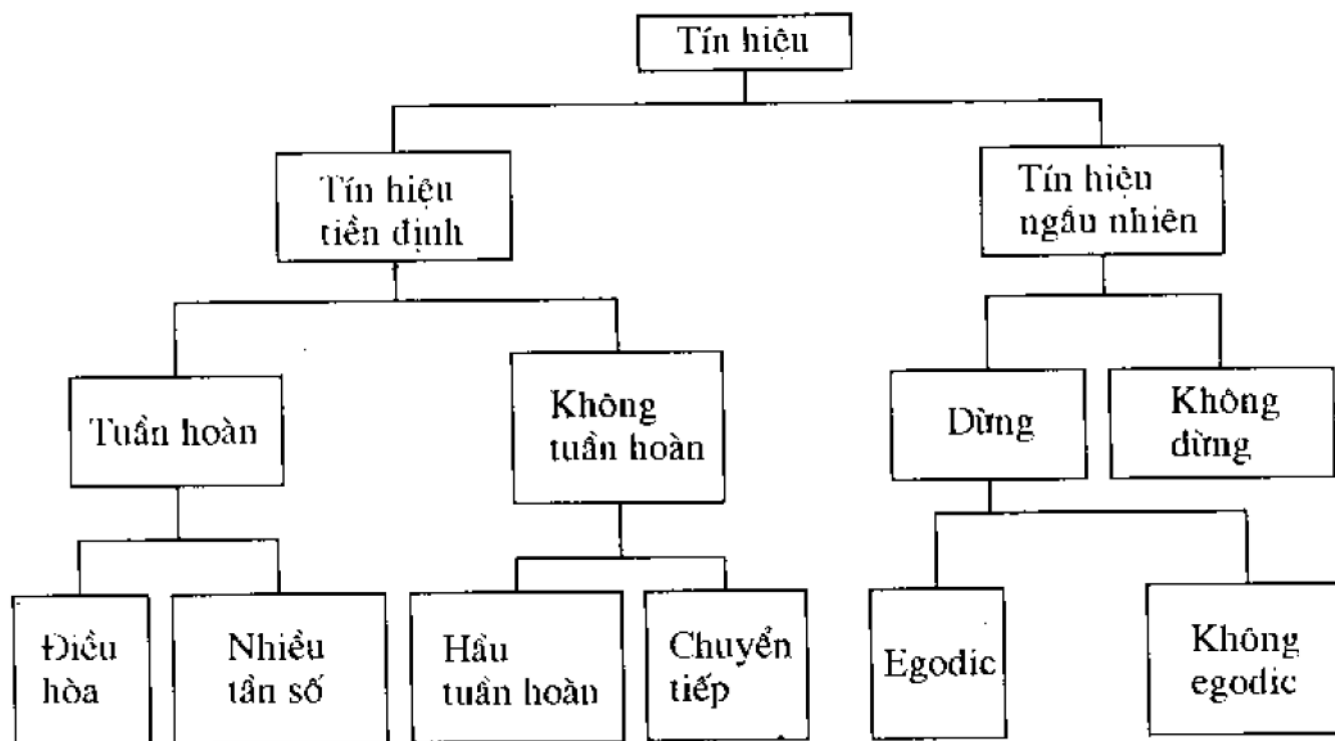 Tín hiệu
Tín hiệu
tiền định
Tín hiệu
ngẫu nhiên
Tuần hoàn
Không
tuần hoàn
Dừng
Không
dừng
Điều
hòa
Nhiều
tần số
Hầu
tuần hoàn
Chuyển
tiếp
Egodic
Không
egodic